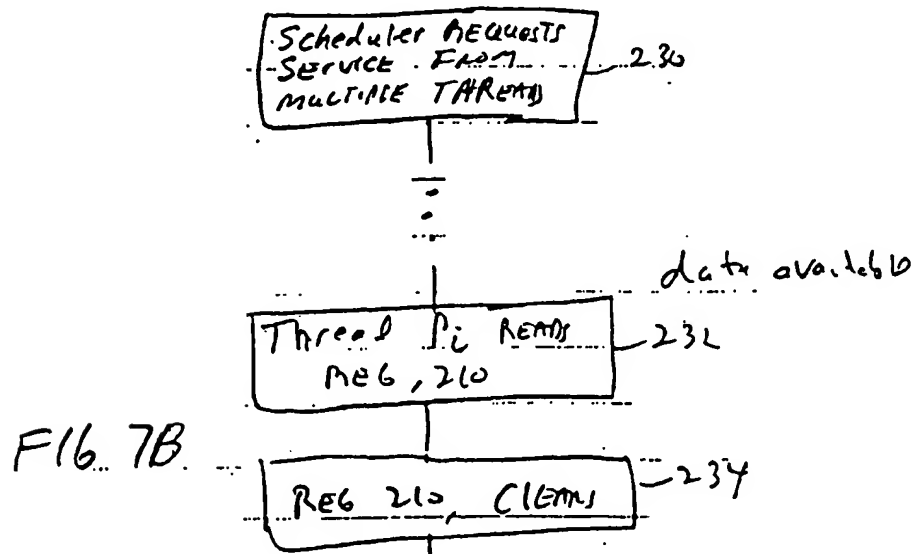 Scheduler REQUESTS
SERVICE FROM
MULTIPLE THREADS
230
data available
Thread Pi READS
REG, 210
232
FIG. 7B
REG 210, CLEARS
234